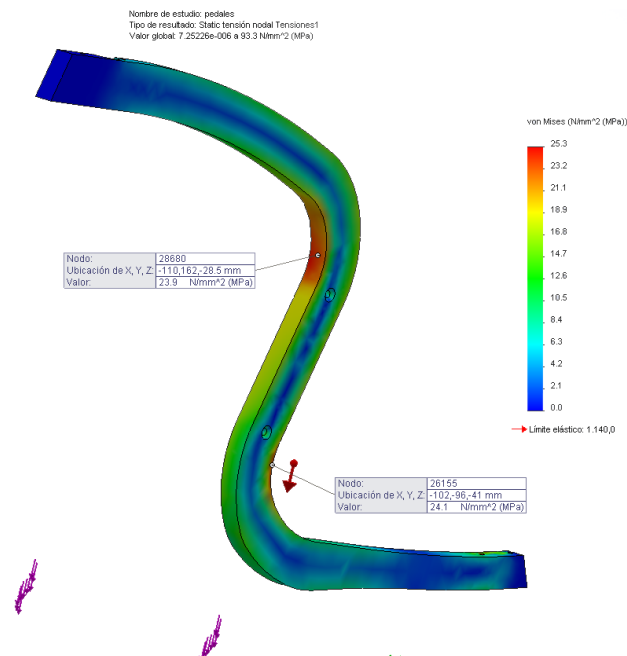 Nombre de estudio: pedales
Tipo de resultado: Static tensión nodal Tensiones1
Valor global: 7.25226e-006 a 93.3 N/mm^2 (MPa)
von Mises (N/mm^2 (MPa))
25.3
23.2
21.1
18.9
16.8
14.7
12.6
10.5
8.4
6.3
4.2
2.1
0.0
Límite elástico: 1.140,0
Nodo: 28680
Ubicación de X, Y, Z: -110,162,-28.5 mm
Valor: 23.9 N/mm^2 (MPa)
Nodo: 26155
Ubicación de X, Y, Z: -102,-96,-41 mm
Valor: 24.1 N/mm^2 (MPa)